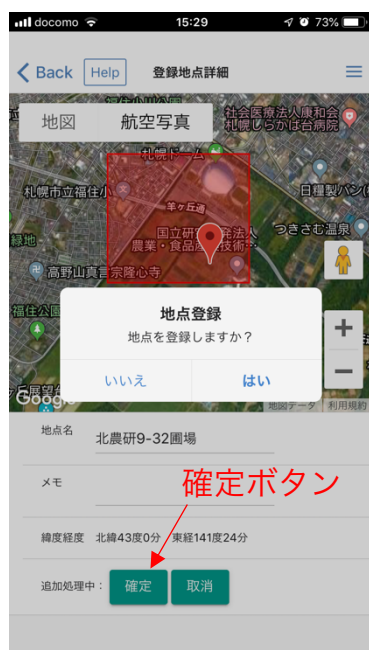 docomo 15:29 73%
Back Help 登録地点詳細
地図 航空写真
社会医療法人康和会
札幌しらかば台病院
札幌ドーム
札幌市立福住小
羊ヶ丘通
日糧製パン(
国立研
発法人
農業・食品産
技術…
つきさむ温泉
緑地
高野山真言宗隆心寺
福住公園
地点登録
地点を登録しますか？
いいえ はい
+
−
Google
地図データ 利用規約
地点名 北農研9-32圃場
メモ
確定ボタン
緯度経度 北緯43度0分 東経141度24分
追加処理中： 確定 取消